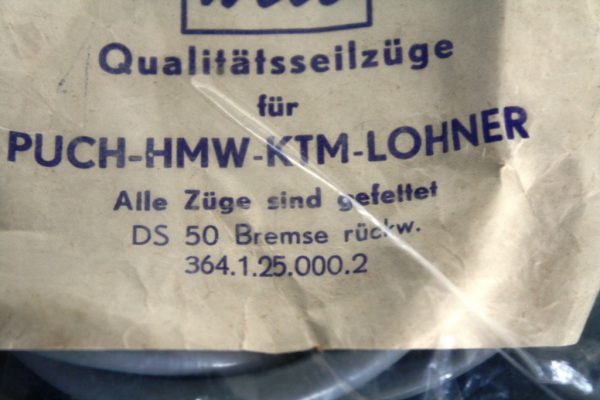 Qualitätsseilzüge
für
PUCH-HMW-KTM-LOHNER
Alle Züge sind gefettet
DS 50 Bremse rückw.
364.1.25.000.2